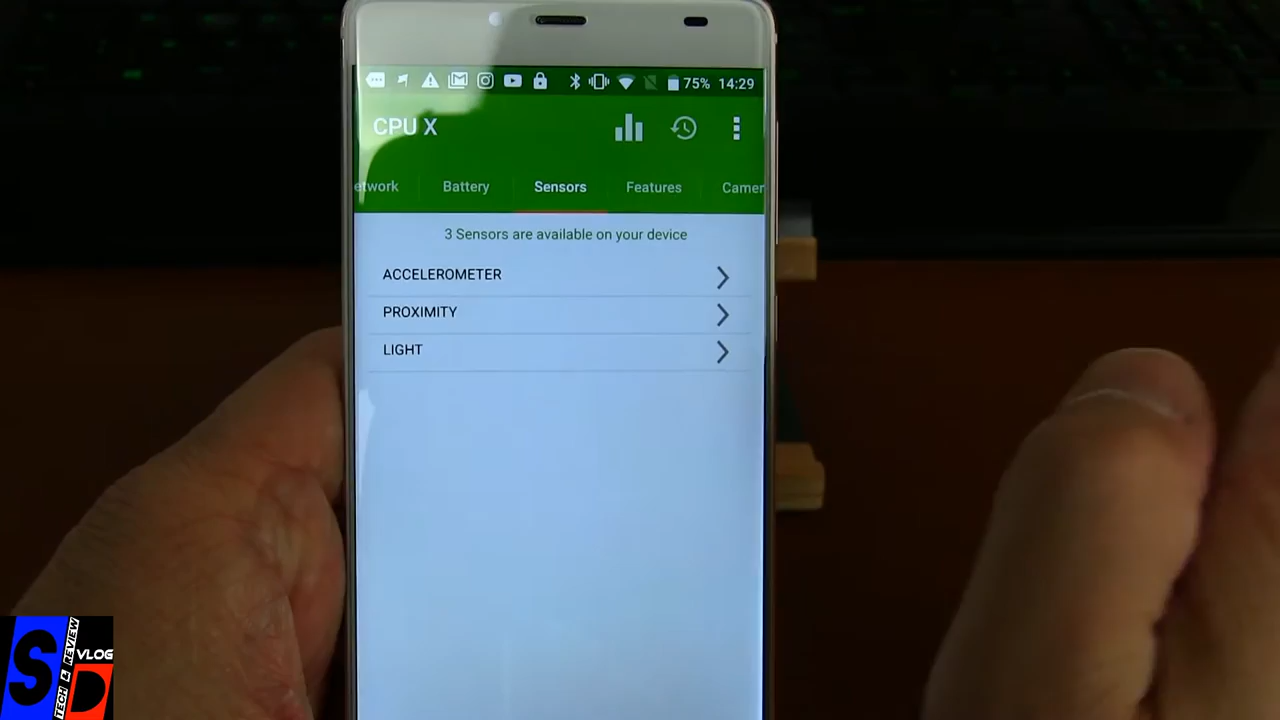 75% 14:29
CPU X
etwork Battery Sensors Features Camer
3 Sensors are available on your device
ACCELEROMETER
PROXIMITY
LIGHT
S D
TECH & REVIEW
VLOG